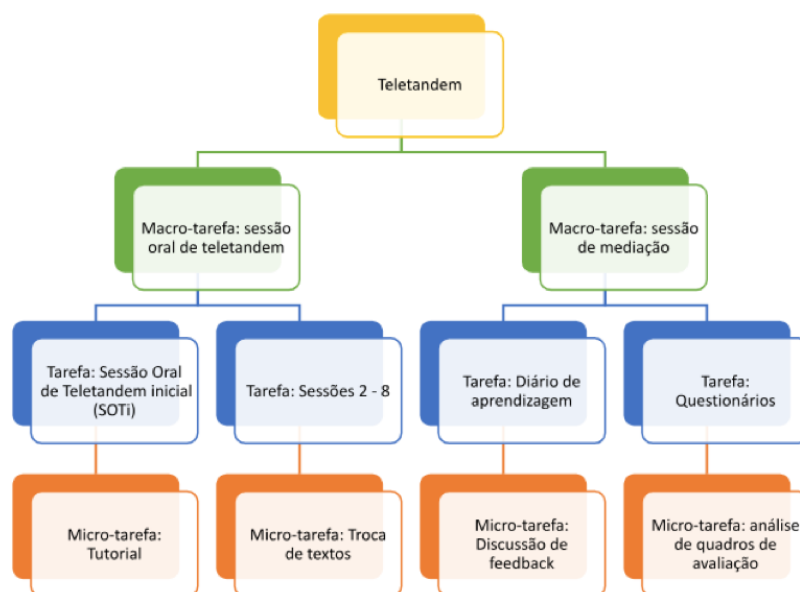 Teletandem
Macro-tarefa: sessão
oral de teletandem
Macro-tarefa: sessão
de mediação
Tarefa: Sessão Oral
de Teletandem inicial
(SOTi)
Tarefa: Sessões 2 - 8
Tarefa: Diário de
aprendizagem
Tarefa:
Questionários
Micro-tarefa:
Tutorial
Micro-tarefa: Troca
de textos
Micro-tarefa:
Discussão de
feedback
Micro-tarefa: análise
de quadros de
avaliação